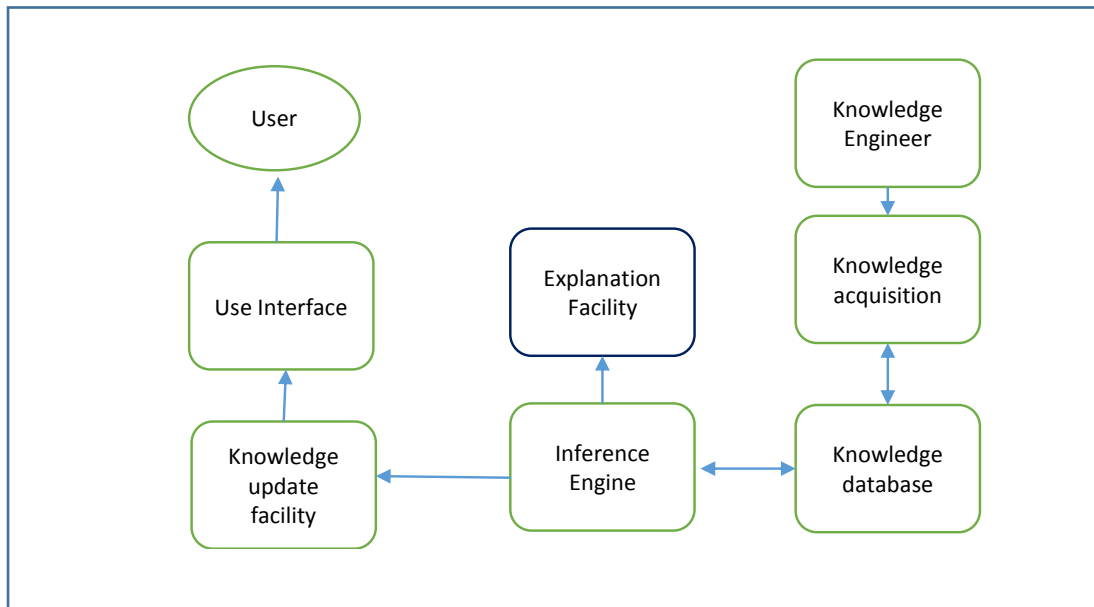 User
Knowledge
Engineer
Explanation
Facility
Knowledge
acquisition
Use Interface
Knowledge
update
facility
Inference
Engine
Knowledge
database